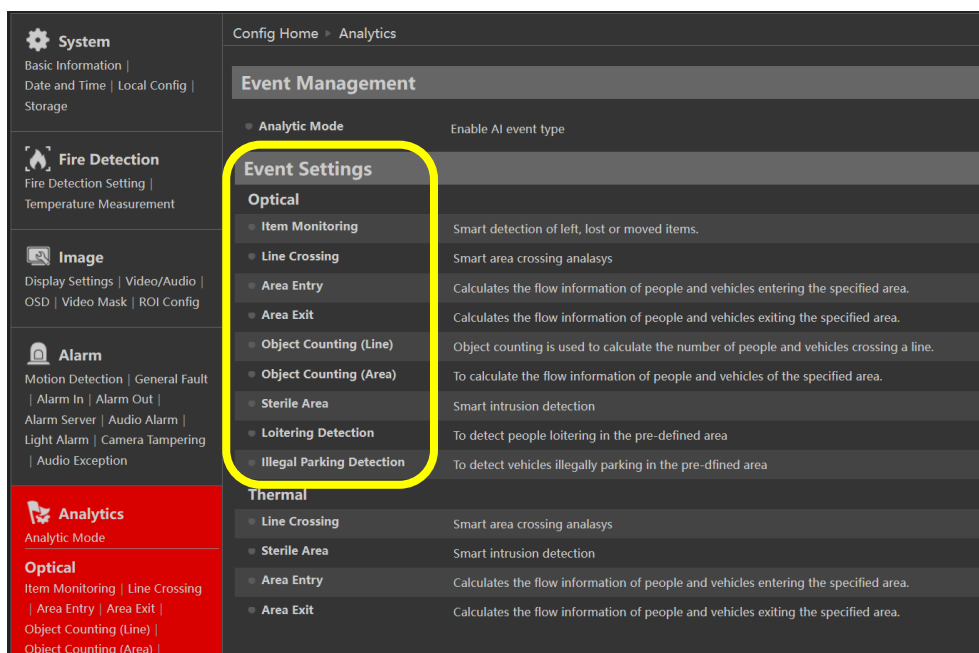 System
Basic Information |
Date and Time | Local Config |
Storage
Fire Detection
Fire Detection Setting |
Temperature Measurement
Image
Display Settings | Video/Audio |
OSD | Video Mask | ROI Config
Alarm
Motion Detection | General Fault
| Alarm In | Alarm Out |
Alarm Server | Audio Alarm |
Light Alarm | Camera Tampering
| Audio Exception
Analytics
Analytic Mode
Optical
Item Monitoring | Line Crossing
| Area Entry | Area Exit |
Object Counting (Line) |
Object Counting (Area) |
Config Home ▸ Analytics
Event Management
Analytic Mode Enable AI event type
Event Settings
Optical
Item Monitoring Smart detection of left, lost or moved items.
Line Crossing Smart area crossing analasys
Area Entry Calculates the flow information of people and vehicles entering the specified area.
Area Exit Calculates the flow information of people and vehicles exiting the specified area.
Object Counting (Line) Object counting is used to calculate the number of people and vehicles crossing a line.
Object Counting (Area) To calculate the flow information of people and vehicles of the specified area.
Sterile Area Smart intrusion detection
Loitering Detection To detect people loitering in the pre-defined area
Illegal Parking Detection To detect vehicles illegally parking in the pre-dfined area
Thermal
Line Crossing Smart area crossing analasys
Sterile Area Smart intrusion detection
Area Entry Calculates the flow information of people and vehicles entering the specified area.
Area Exit Calculates the flow information of people and vehicles exiting the specified area.